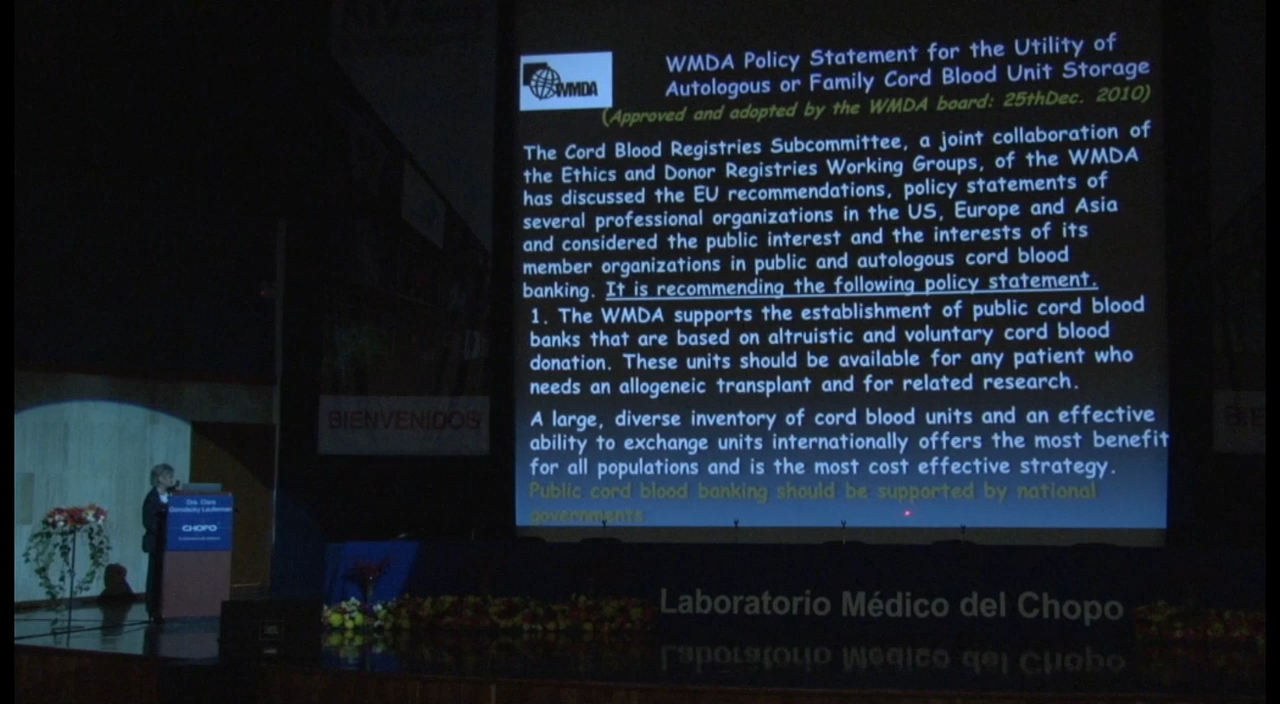 WMDA
WMDA Policy Statement for the Utility of
Autologous or Family Cord Blood Unit Storage
(Approved and adopted by the WMDA board: 25thDec. 2010)
The Cord Blood Registries Subcommittee, a joint collaboration of
the Ethics and Donor Registries Working Groups, of the WMDA
has discussed the EU recommendations, policy statements of
several professional organizations in the US, Europe and Asia
and considered the public interest and the interests of its
member organizations in public and autologous cord blood
banking. It is recommending the following policy statement.
1. The WMDA supports the establishment of public cord blood
banks that are based on altruistic and voluntary cord blood
donation. These units should be available for any patient who
needs an allogeneic transplant and for related research.
A large, diverse inventory of cord blood units and an effective
ability to exchange units internationally offers the most benefit
for all populations and is the most cost effective strategy.
Public cord blood banking should be supported by national
governments
BIENVENIDOS
Dra. Clara
CHOPO
Laboratorio Médico del Chopo